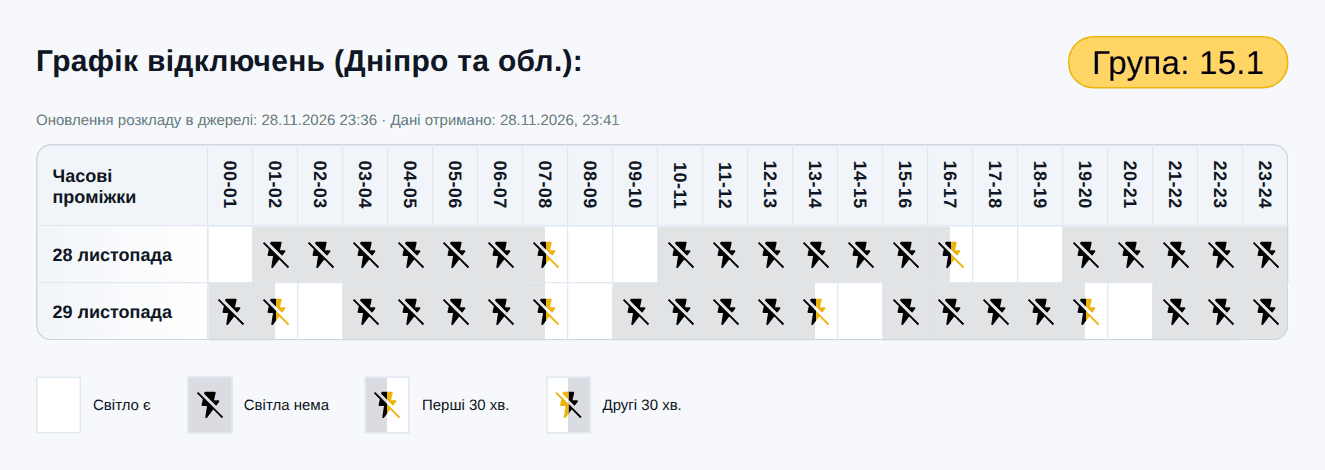 Графік відключень (Дніпро та обл.):
Група: 15.1
Оновлення розкладу в джерелі: 28.11.2026 23:36 · Дані отримано: 28.11.2026, 23:41
Часові
проміжки
00-01
01-02
02-03
03-04
04-05
05-06
06-07
07-08
08-09
09-10
10-11
11-12
12-13
13-14
14-15
15-16
16-17
17-18
18-19
19-20
20-21
21-22
22-23
23-24
28 листопада
29 листопада
Світло є
Світла нема
Перші 30 хв.
Другі 30 хв.